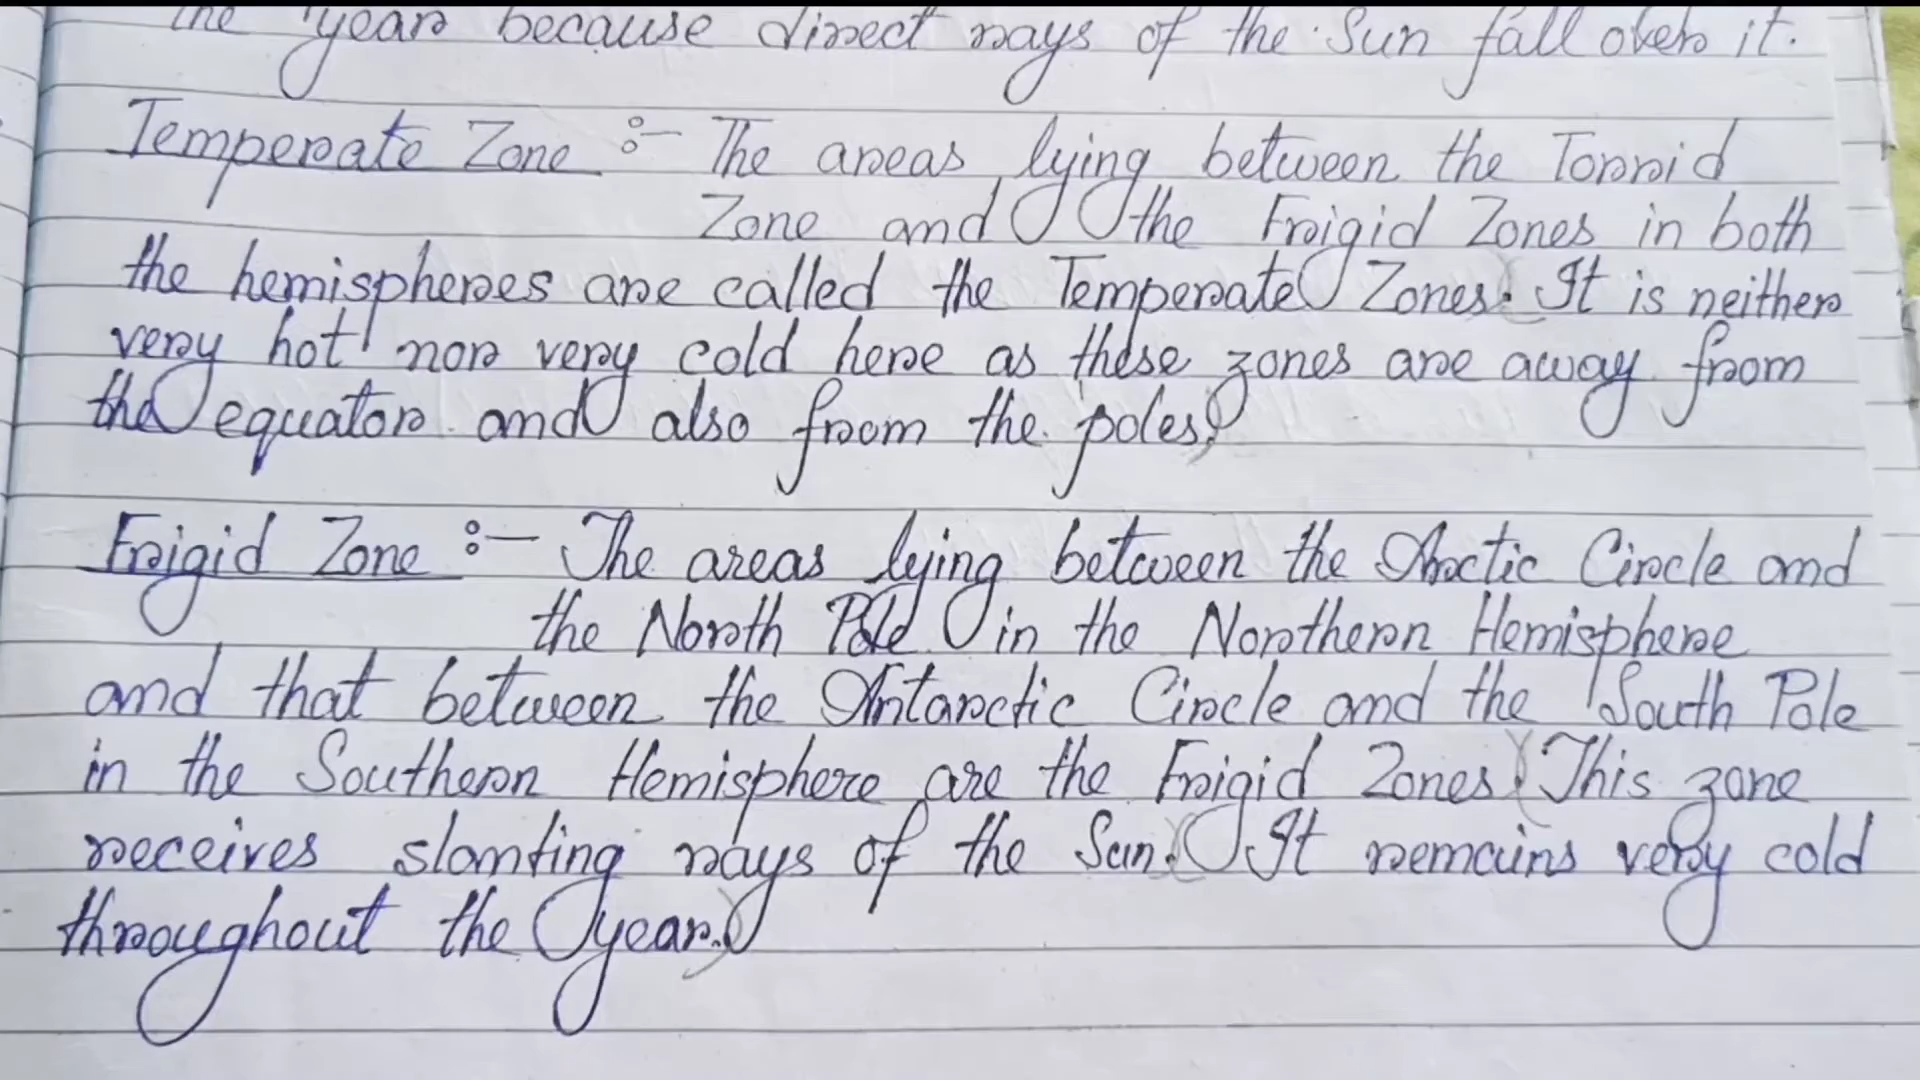 the year because direct rays of the Sun fall over it.
Temperate Zone :- The areas lying between the Torrid
Zone and the Frigid Zones in both
the hemispheres are called the Temperate Zones. It is neither
very hot nor very cold here as these zones are away from
the equator and also from the poles.
Frigid Zone :- The areas lying between the Arctic Circle and
the North Pole in the Northern Hemisphere
and that between the Antarctic Circle and the South Pole
in the Southern Hemisphere are the Frigid Zones. This zone
receives slanting rays of the Sun. It remains very cold
throughout the year.